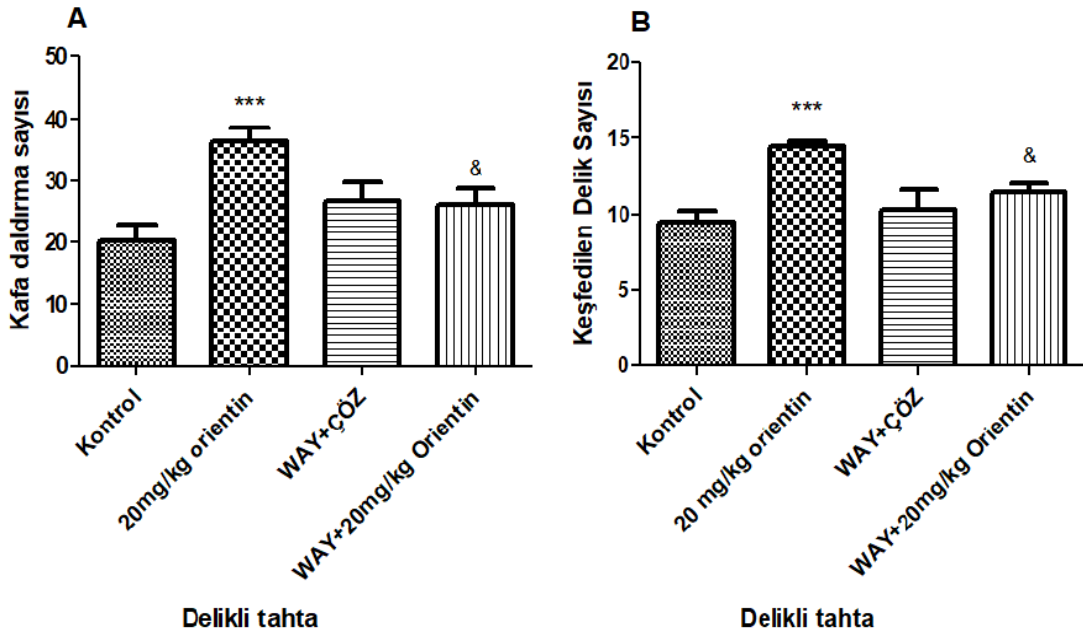 A
Kafa daldırma sayısı
50
40
30
20
10
0
***
&
Kontrol
20mg/kg orientin
WAY+ÇÖZ
WAY+20mg/kg Orientin
Delikli tahta
B
Keşfedilen Delik Sayısı
20
15
10
5
0
***
&
Kontrol
20 mg/kg orientin
WAY+ÇÖZ
WAY+20mg/kg Orientin
Delikli tahta